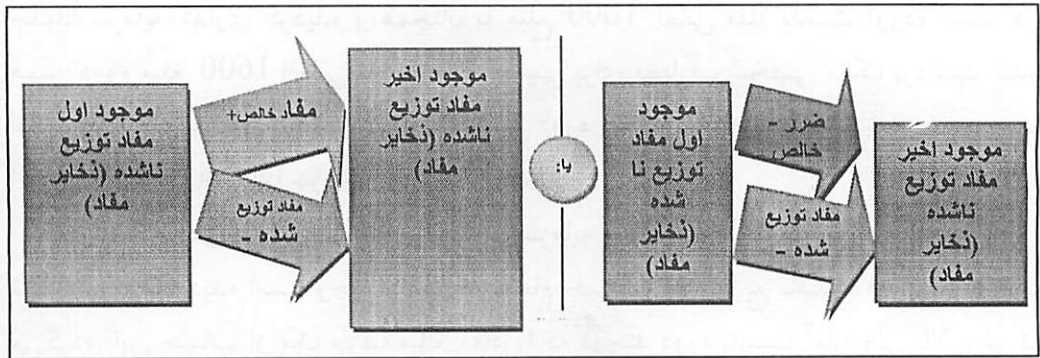 موجود اول
مفاد توزیع
ناشده (ذخایر
مفاد)
مفاد خالص+
مفاد توزیع
شده –
موجود اخیر
مفاد توزیع
ناشده (ذخایر
مفاد)
یا:
موجود
اول مفاد
توزیع نا
شده
(ذخایر
مفاد)
ضرر –
خالص
مفاد توزیع
شده –
موجود اخیر
مفاد توزیع
ناشده
(ذخایر
مفاد)